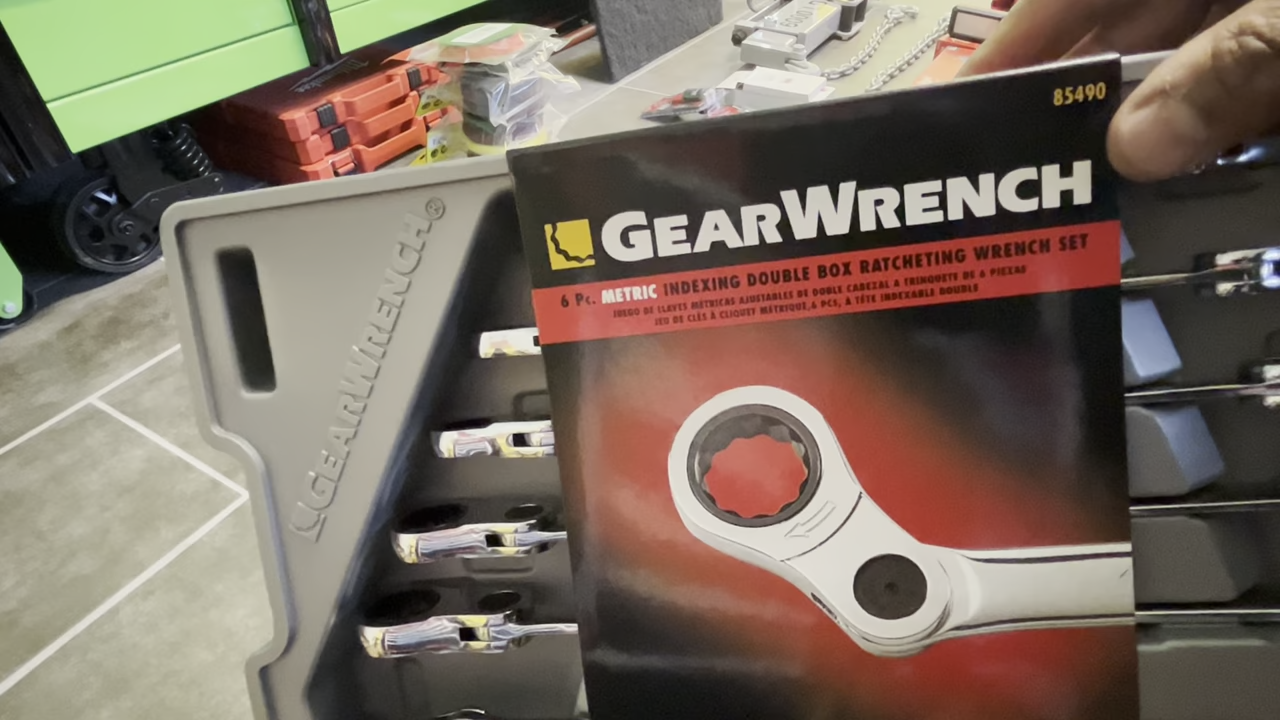 85490
GEARWRENCH
6 Pc. METRIC INDEXING DOUBLE BOX RATCHETING WRENCH SET
JUEGO DE LLAVES MÉTRICAS AJUSTABLES DE DOBLE CABEZAL A TRINQUETE DE 6 PIEZAS
JEU DE CLÉS À CLIQUET MÉTRIQUE, 6 PCS, À TÊTE INDEXABLE DOUBLE
GEARWRENCH®